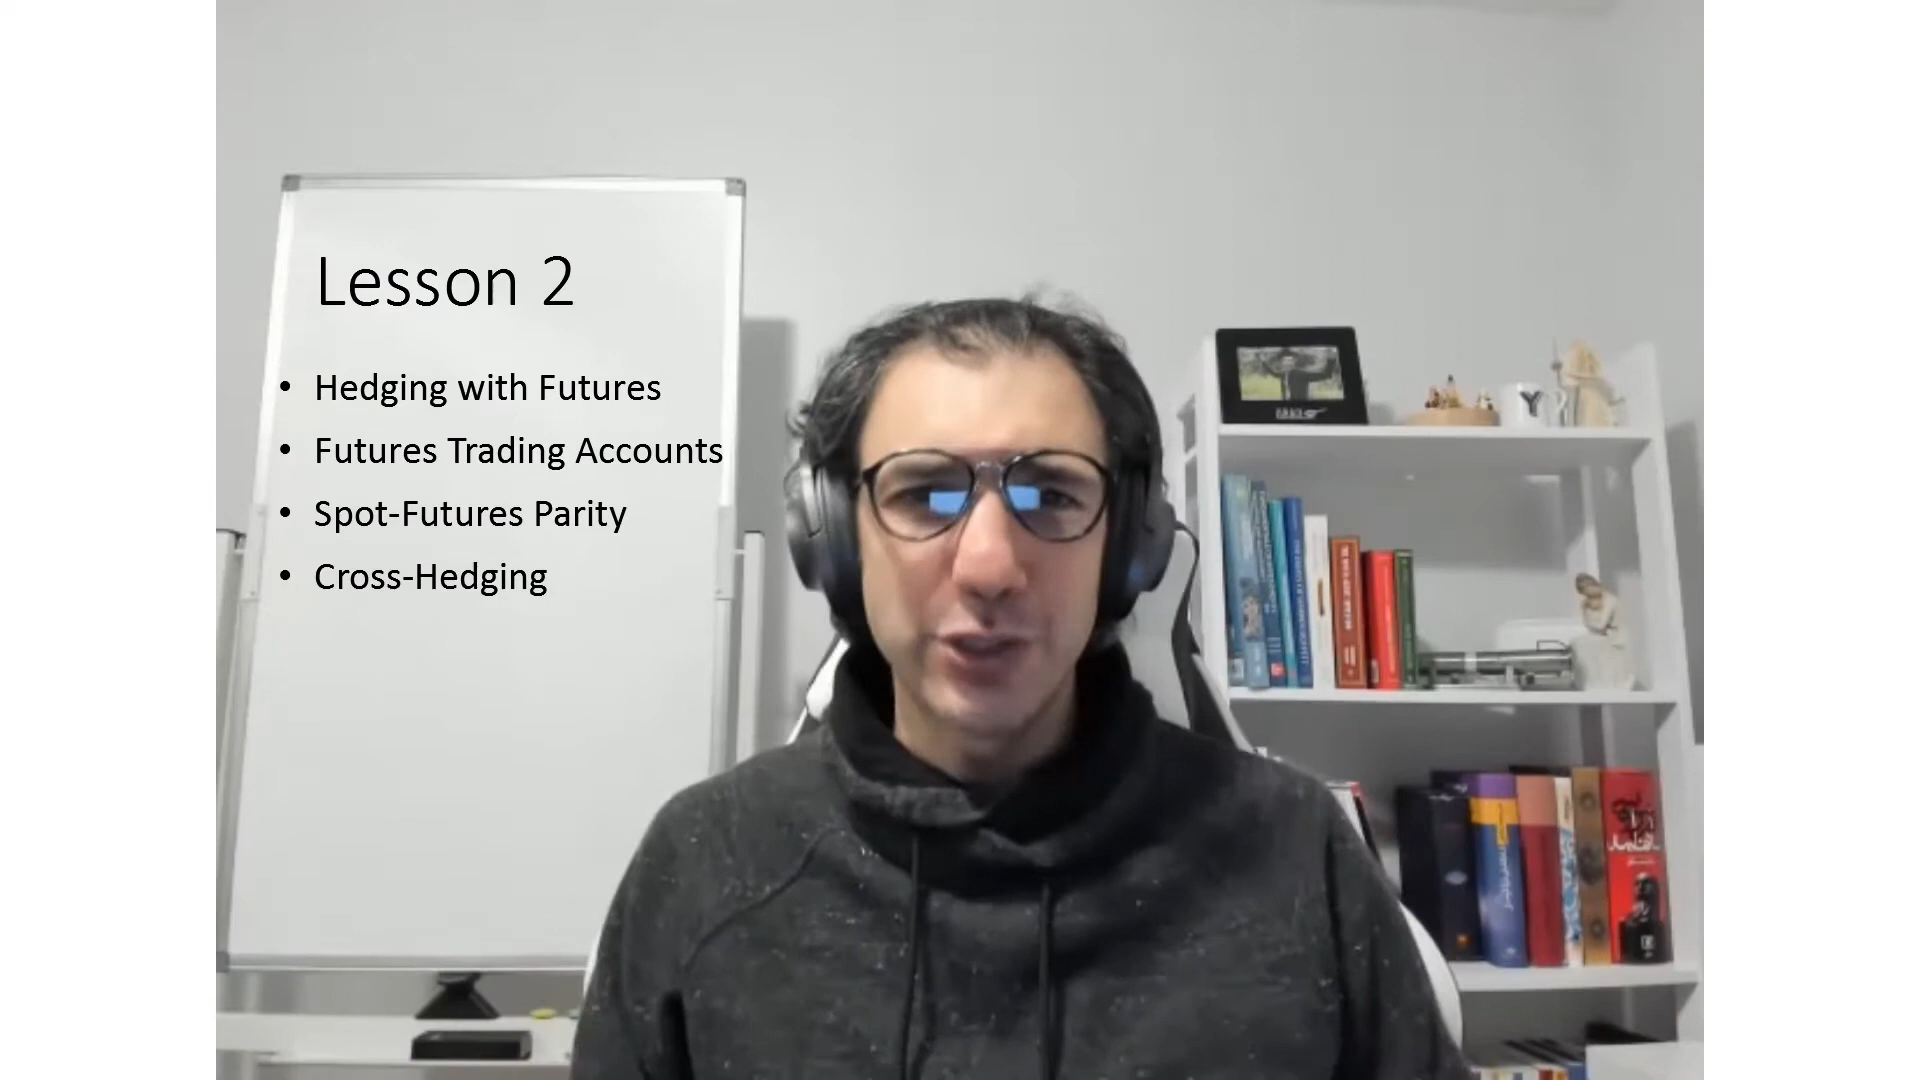 Lesson 2
• Hedging with Futures
• Futures Trading Accounts
• Spot-Futures Parity
• Cross-Hedging
Y